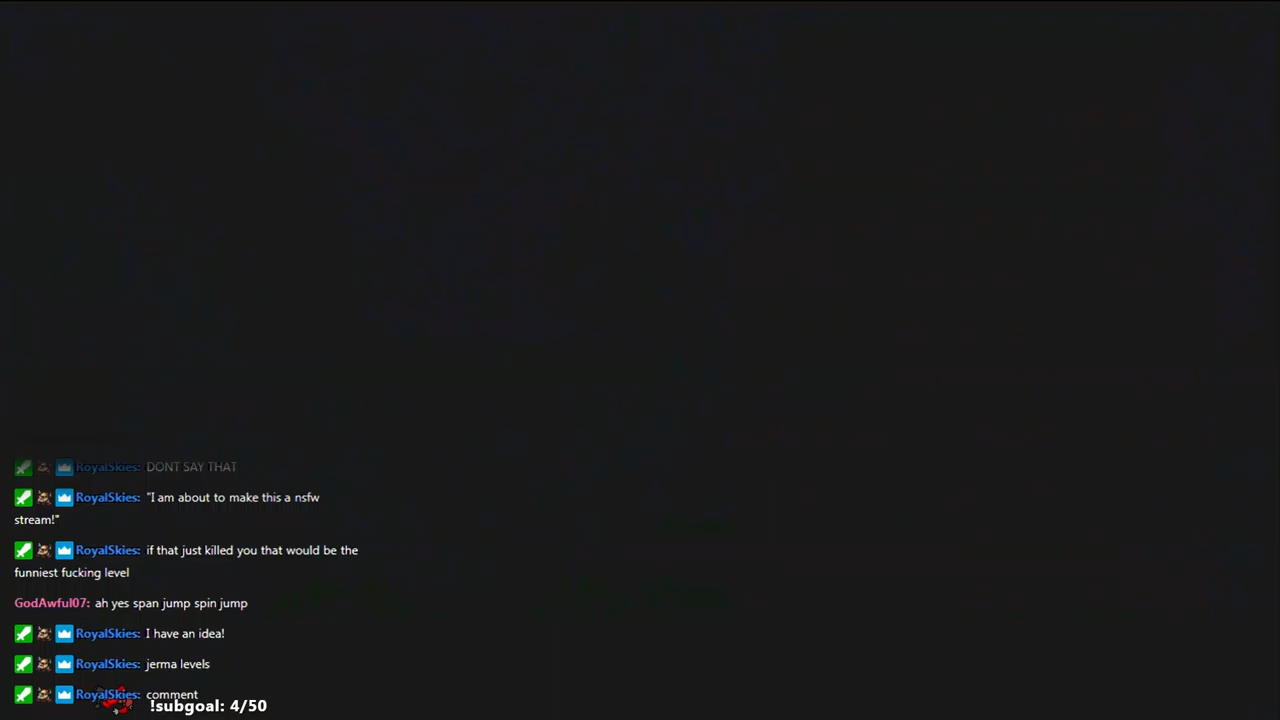 RoyalSkies: DONT SAY THAT
RoyalSkies: "I am about to make this a nsfw
stream!"
RoyalSkies: if that just killed you that would be the
funniest fucking level
GodAwful07: ah yes span jump spin jump
RoyalSkies: I have an idea!
RoyalSkies: jerma levels
RoyalSkies: comment
!subgoal: 4/50